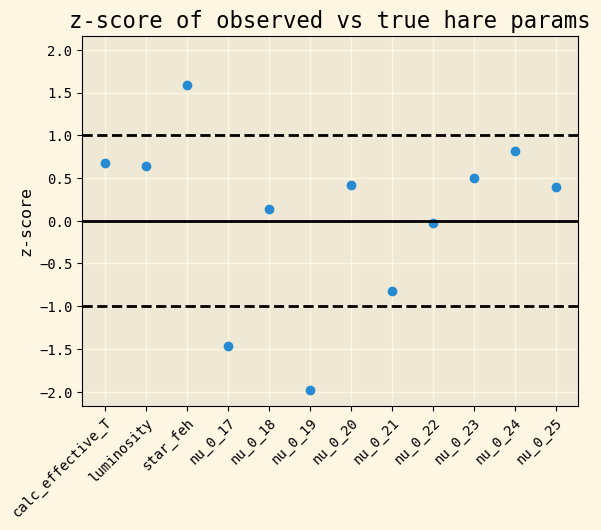 z-score of observed vs true hare params
z-score
2.0
1.5
1.0
0.5
0.0
−0.5
−1.0
−1.5
−2.0
calc_effective_T
luminosity
star_feh
nu_0_17
nu_0_18
nu_0_19
nu_0_20
nu_0_21
nu_0_22
nu_0_23
nu_0_24
nu_0_25